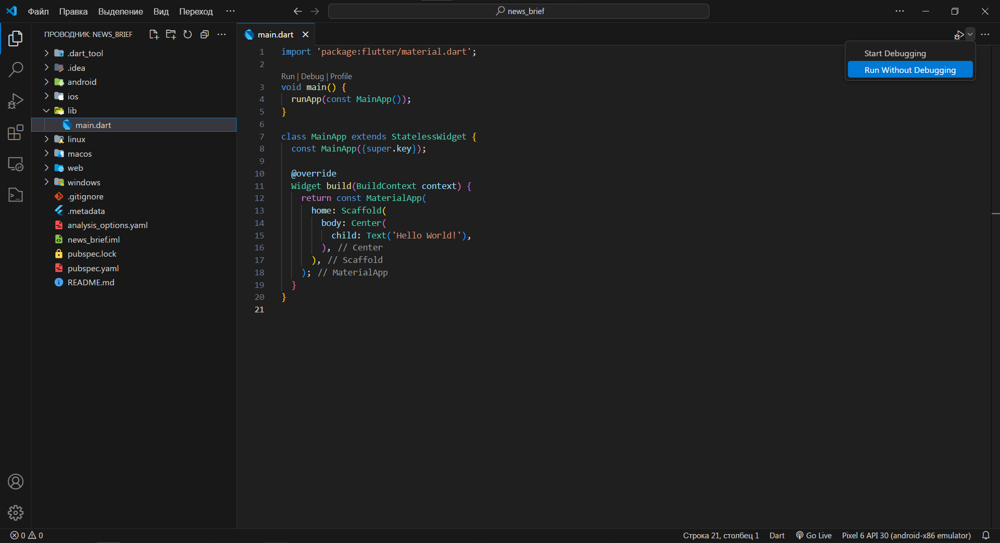 Файл Правка Выделение Вид Переход ··· news_brief
ПРОВОДНИК: NEWS_BRIEF
.dart_tool
.idea
android
ios
lib
main.dart
linux
macos
web
windows
.gitignore
.metadata
analysis_options.yaml
news_brief.iml
pubspec.lock
pubspec.yaml
README.md
main.dart
Start Debugging
Run Without Debugging
1 import 'package:flutter/material.dart';
2
Run | Debug | Profile
3 void main() {
4 runApp(const MainApp());
5 }
6
7 class MainApp extends StatelessWidget {
8 const MainApp({super.key});
9
10 @override
11 Widget build(BuildContext context) {
12 return const MaterialApp(
13 home: Scaffold(
14 body: Center(
15 child: Text('Hello World!'),
16 ), // Center
17 ), // Scaffold
18 ); // MaterialApp
19 }
20 }
21
0 0 Строка 21, столбец 1 Dart Go Live Pixel 6 API 30 (android-x86 emulator)